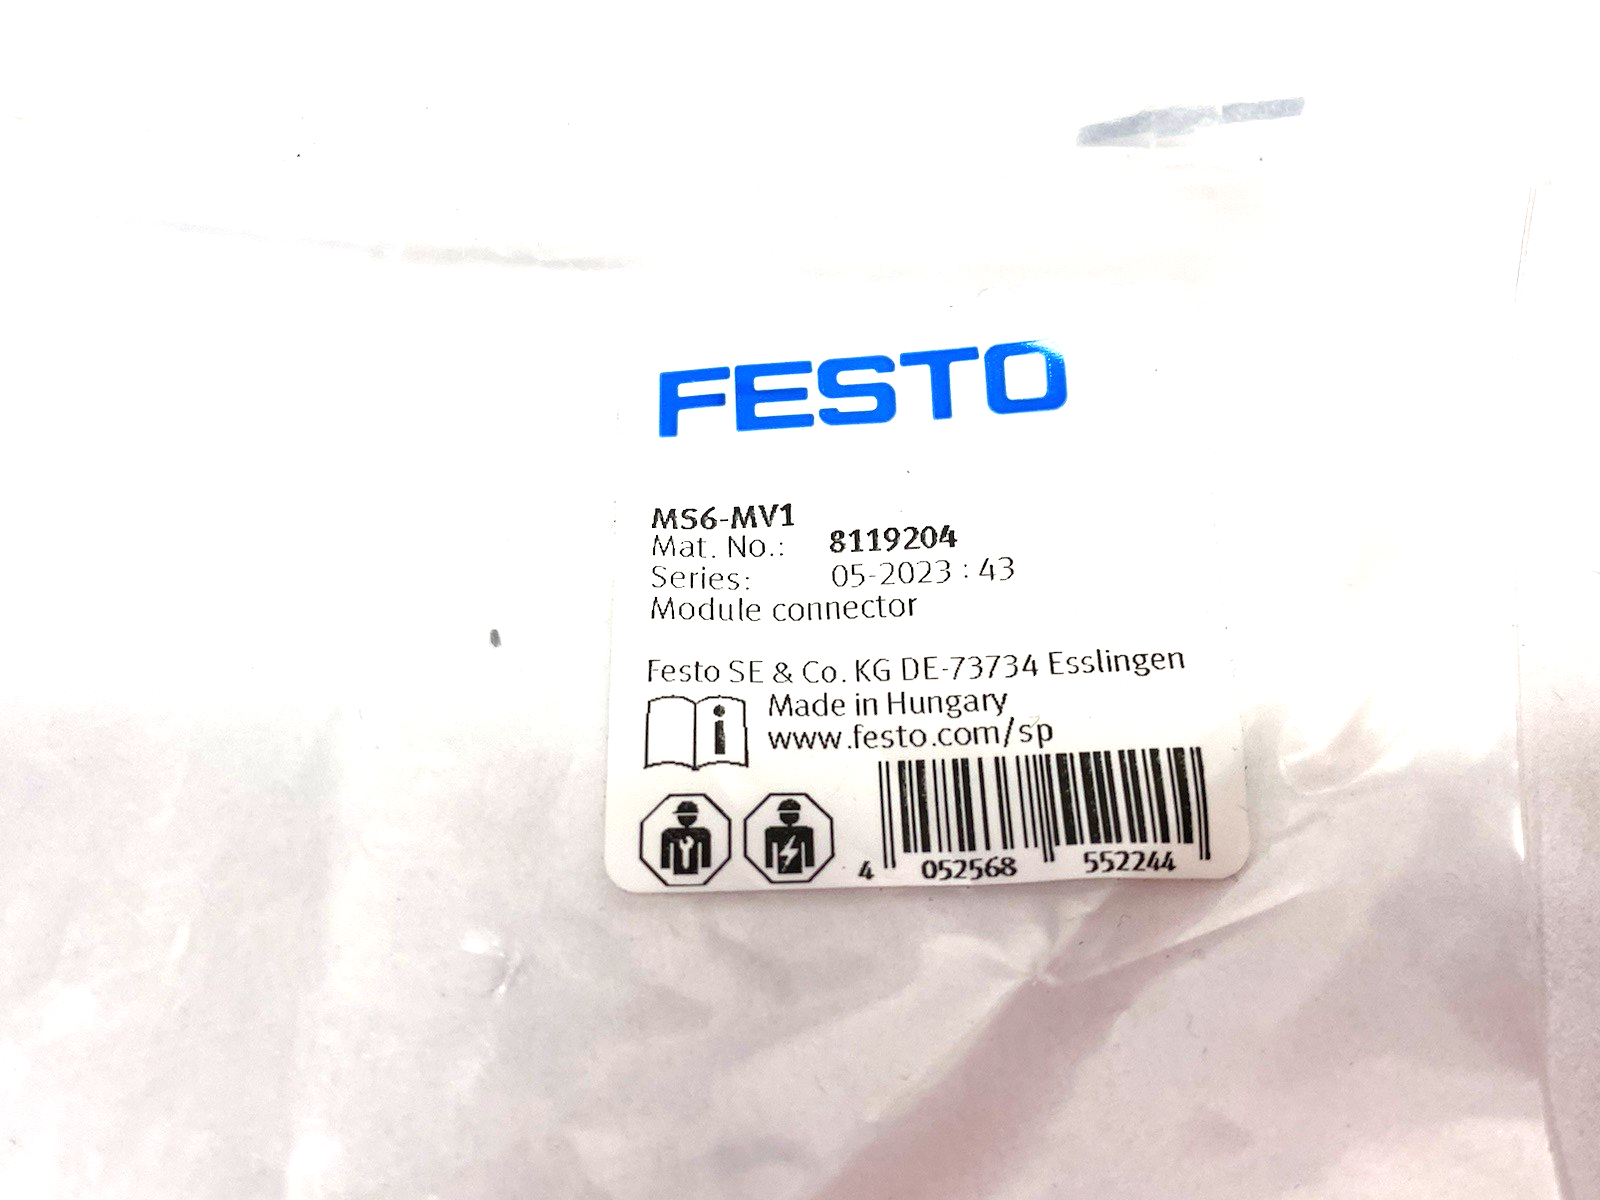 FESTO
MS6-MV1
Mat. No.: 8119204
Series: 05-2023 : 43
Module connector
Festo SE & Co. KG DE-73734 Esslingen
Made in Hungary
www.festo.com/sp
4 052568 552244